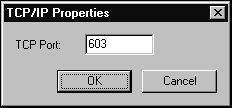 TCP/IP Properties
TCP Port: 603
OK Cancel